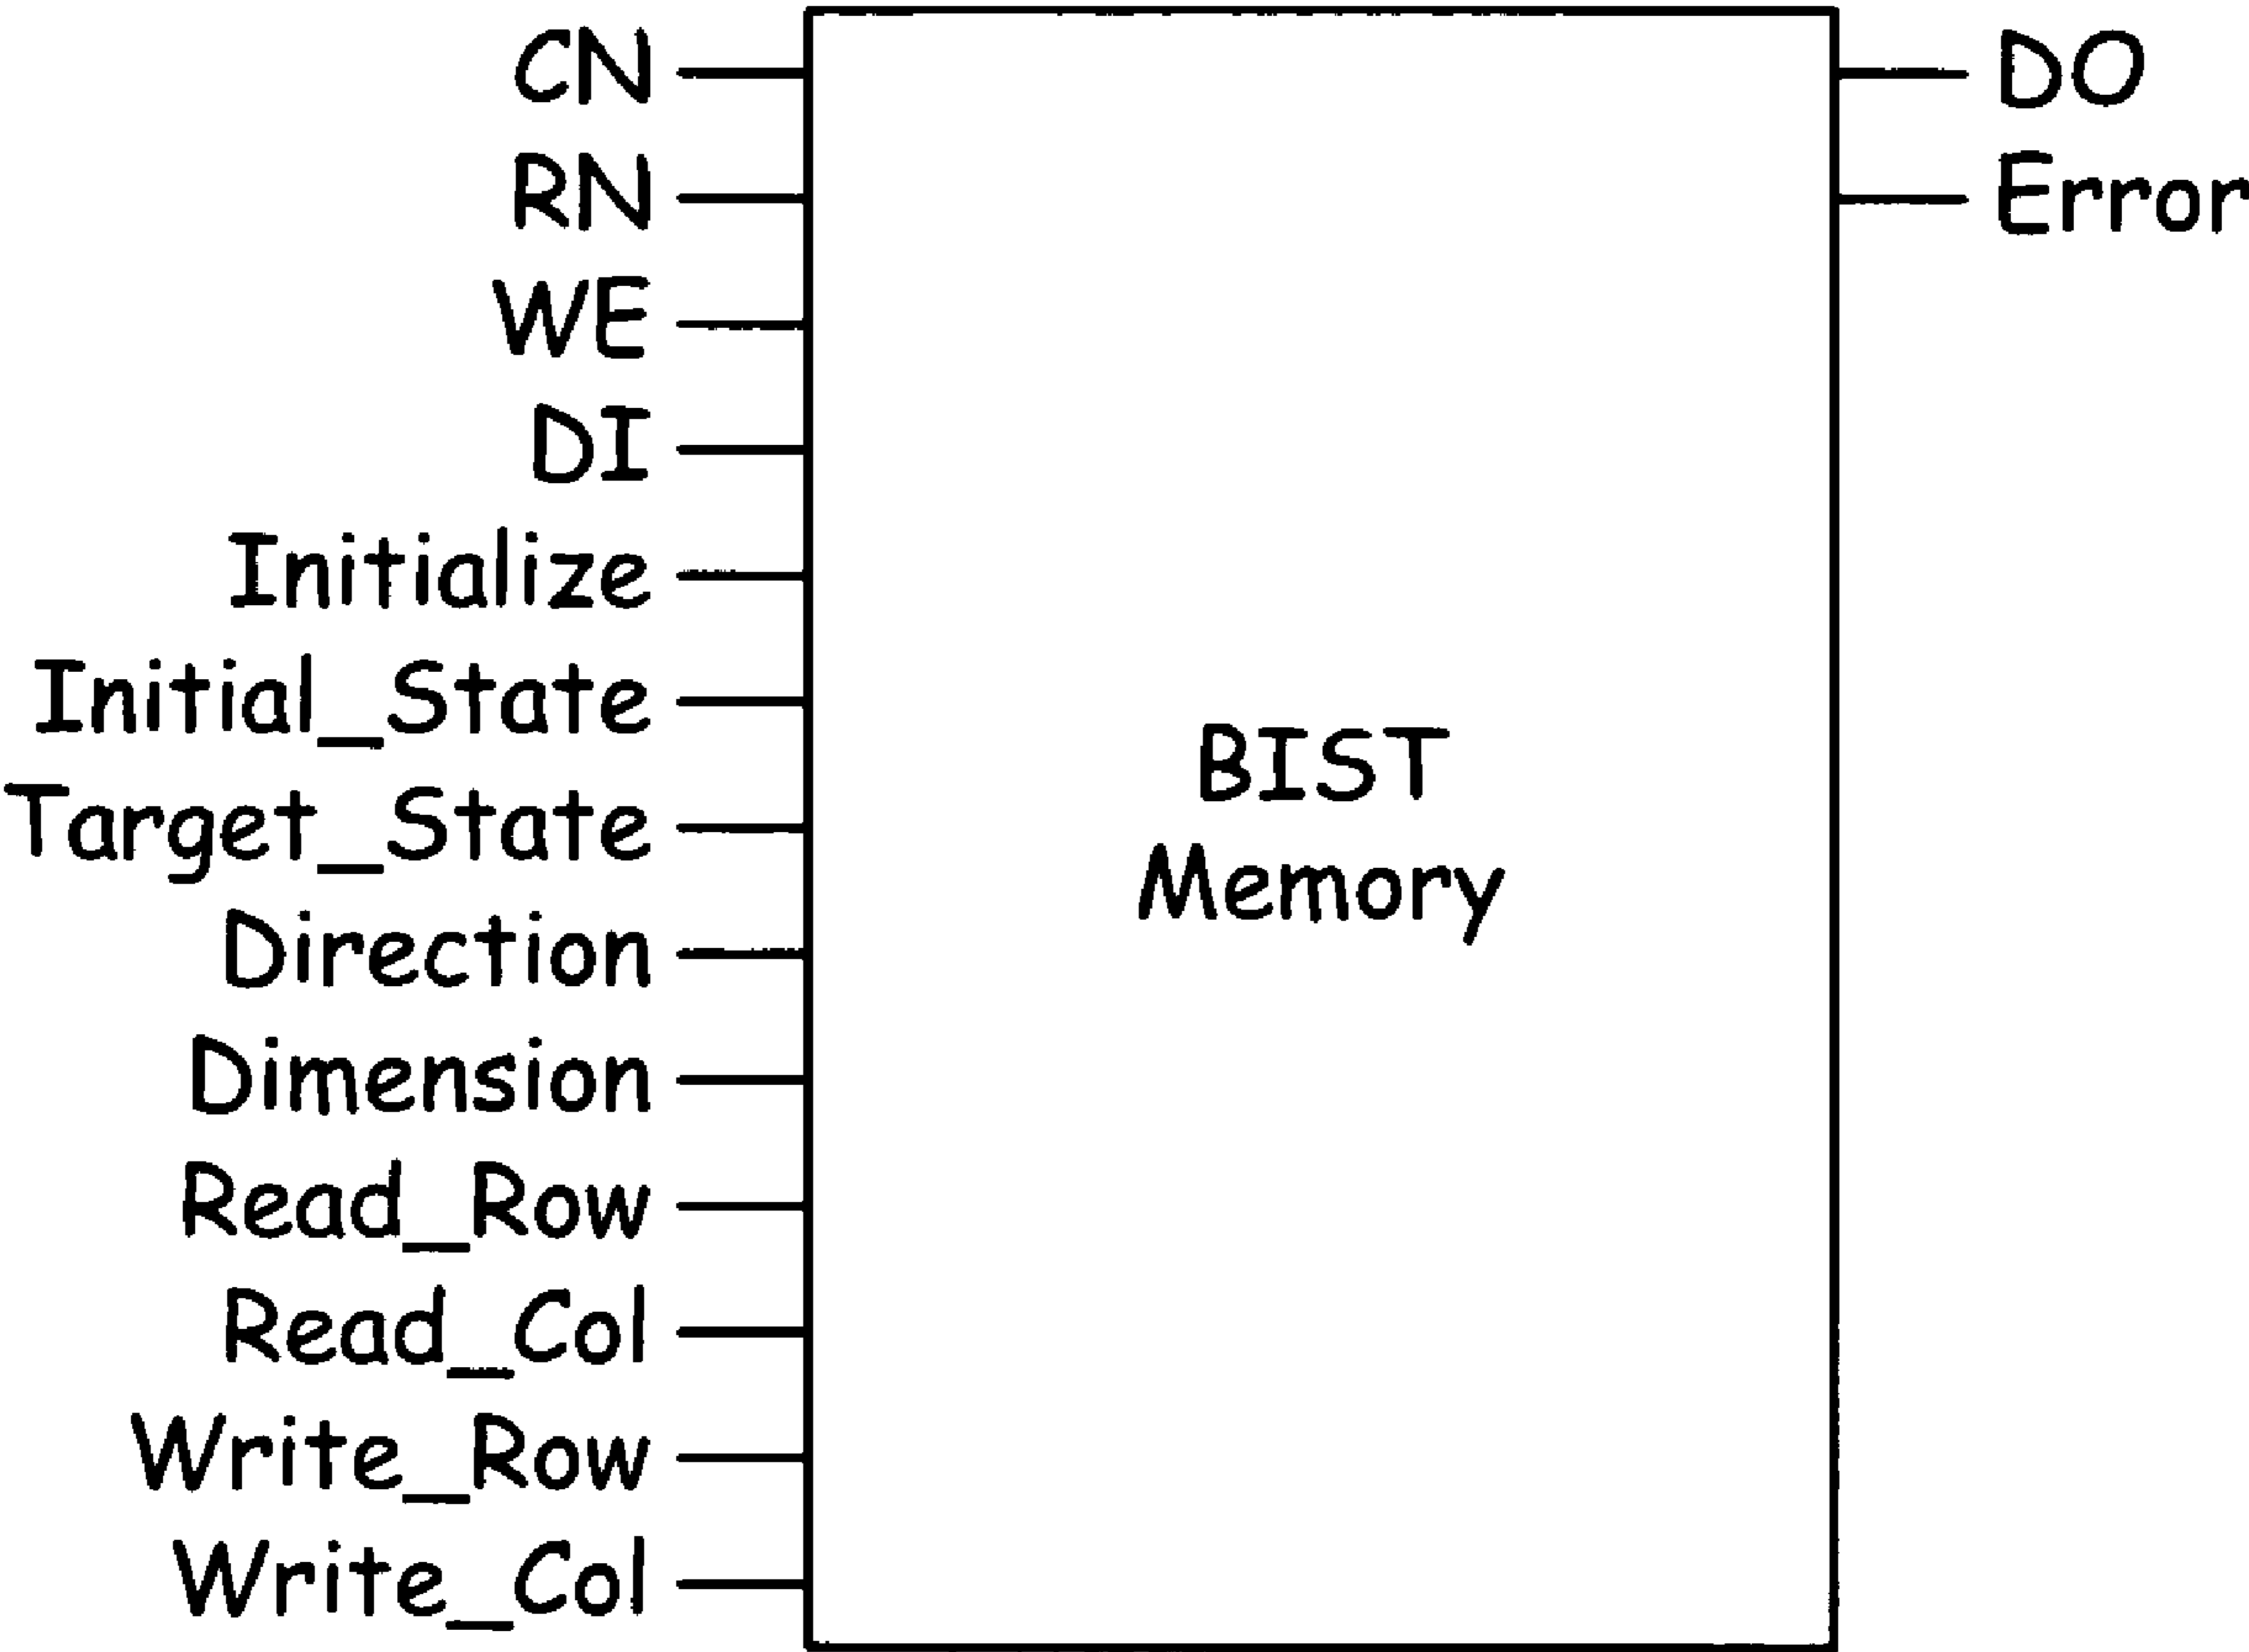 CN
RN
WE
DI
Initialize
Initial_State
Target_State
Direction
Dimension
Read_Row
Read_Col
Write_Row
Write_Col
BIST
Memory
DO
Error